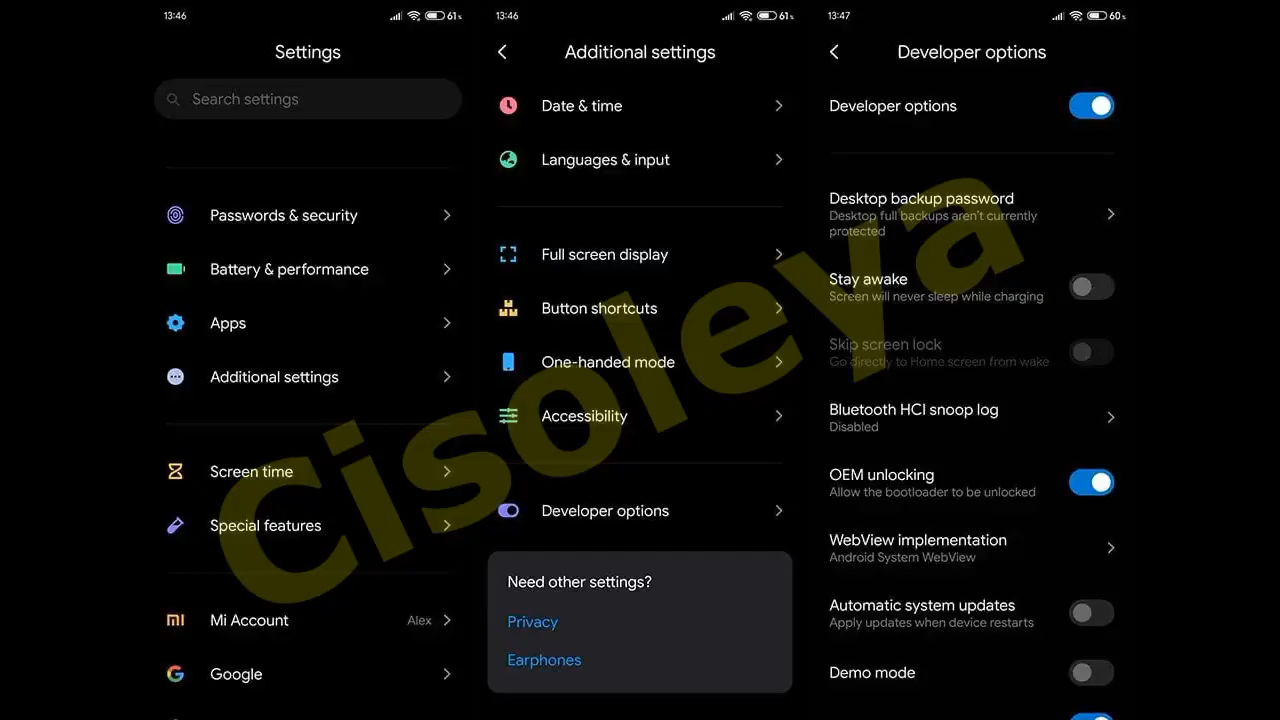 13:46
61%
Settings
Search settings
Passwords & security
Battery & performance
Apps
Additional settings
Screen time
Special features
Mi Account
Alex
Google
13:46
61%
Additional settings
Date & time
Languages & input
Full screen display
Button shortcuts
One-handed mode
Accessibility
Developer options
Need other settings?
Privacy
Earphones
13:47
60%
Developer options
Developer options
Desktop backup password
Desktop full backups aren't currently
protected
Stay awake
Screen will never sleep while charging
Skip screen lock
Go directly to Home screen from wake
Bluetooth HCI snoop log
Disabled
OEM unlocking
Allow the bootloader to be unlocked
WebView implementation
Android System WebView
Automatic system updates
Apply updates when device restarts
Demo mode
Cisoleya